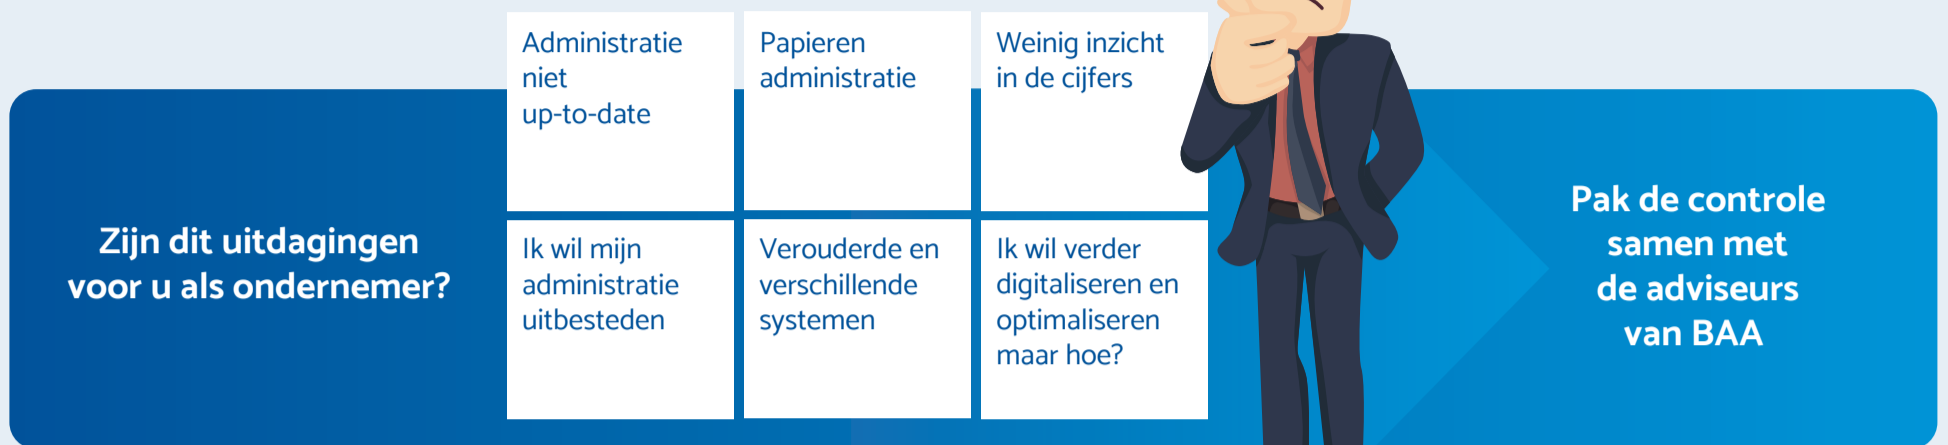 Zijn dit uitdagingen
voor u als ondernemer?
Administratie
niet
up-to-date
Papieren
administratie
Weinig inzicht
in de cijfers
Ik wil mijn
administratie
uitbesteden
Verouderde en
verschillende
systemen
Ik wil verder
digitaliseren en
optimaliseren
maar hoe?
Pak de controle
samen met
de adviseurs
van BAA